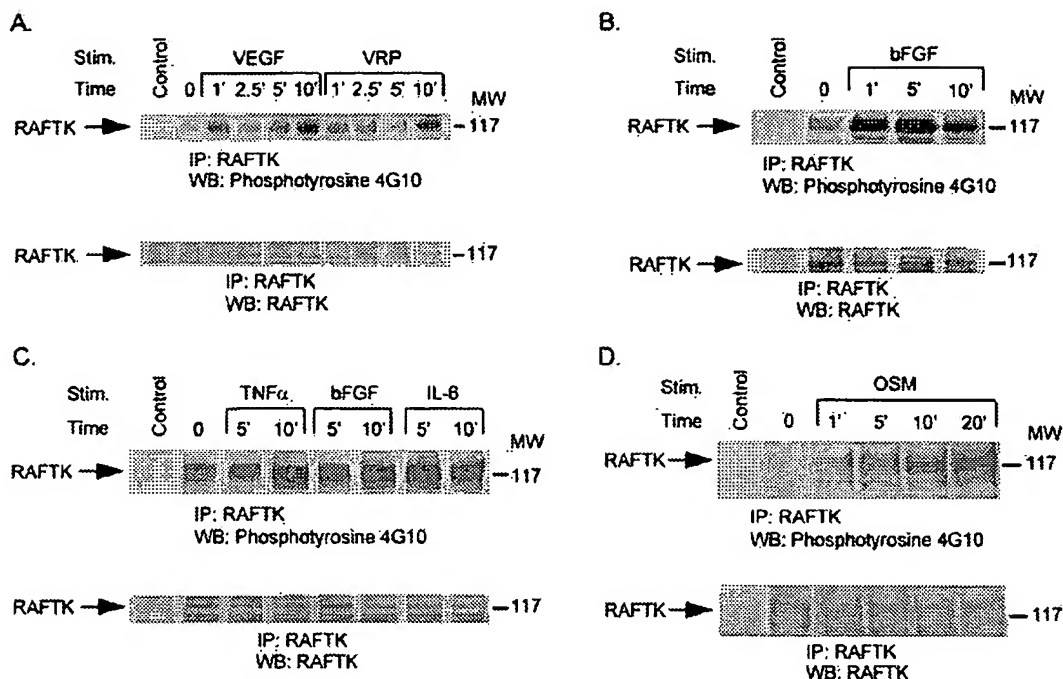 A.
Stim. Control VEGF VRP
Time 0 1' 2.5' 5' 10' 1' 2.5' 5' 10' MW
RAFTK 117
IP: RAFTK
WB: Phosphotyrosine 4G10
RAFTK 117
IP: RAFTK
WB: RAFTK
B.
Stim. Control bFGF
Time 0 1' 5' 10' MW
RAFTK 117
IP: RAFTK
WB: Phosphotyrosine 4G10
RAFTK 117
IP: RAFTK
WB: RAFTK
C.
Stim. Control TNFα bFGF IL-6
Time 0 5' 10' 5' 10' 5' 10' MW
RAFTK 117
IP: RAFTK
WB: Phosphotyrosine 4G10
RAFTK 117
IP: RAFTK
WB: RAFTK
D.
Stim. Control OSM
Time 0 1' 5' 10' 20' MW
RAFTK 117
IP: RAFTK
WB: Phosphotyrosine 4G10
RAFTK 117
IP: RAFTK
WB: RAFTK